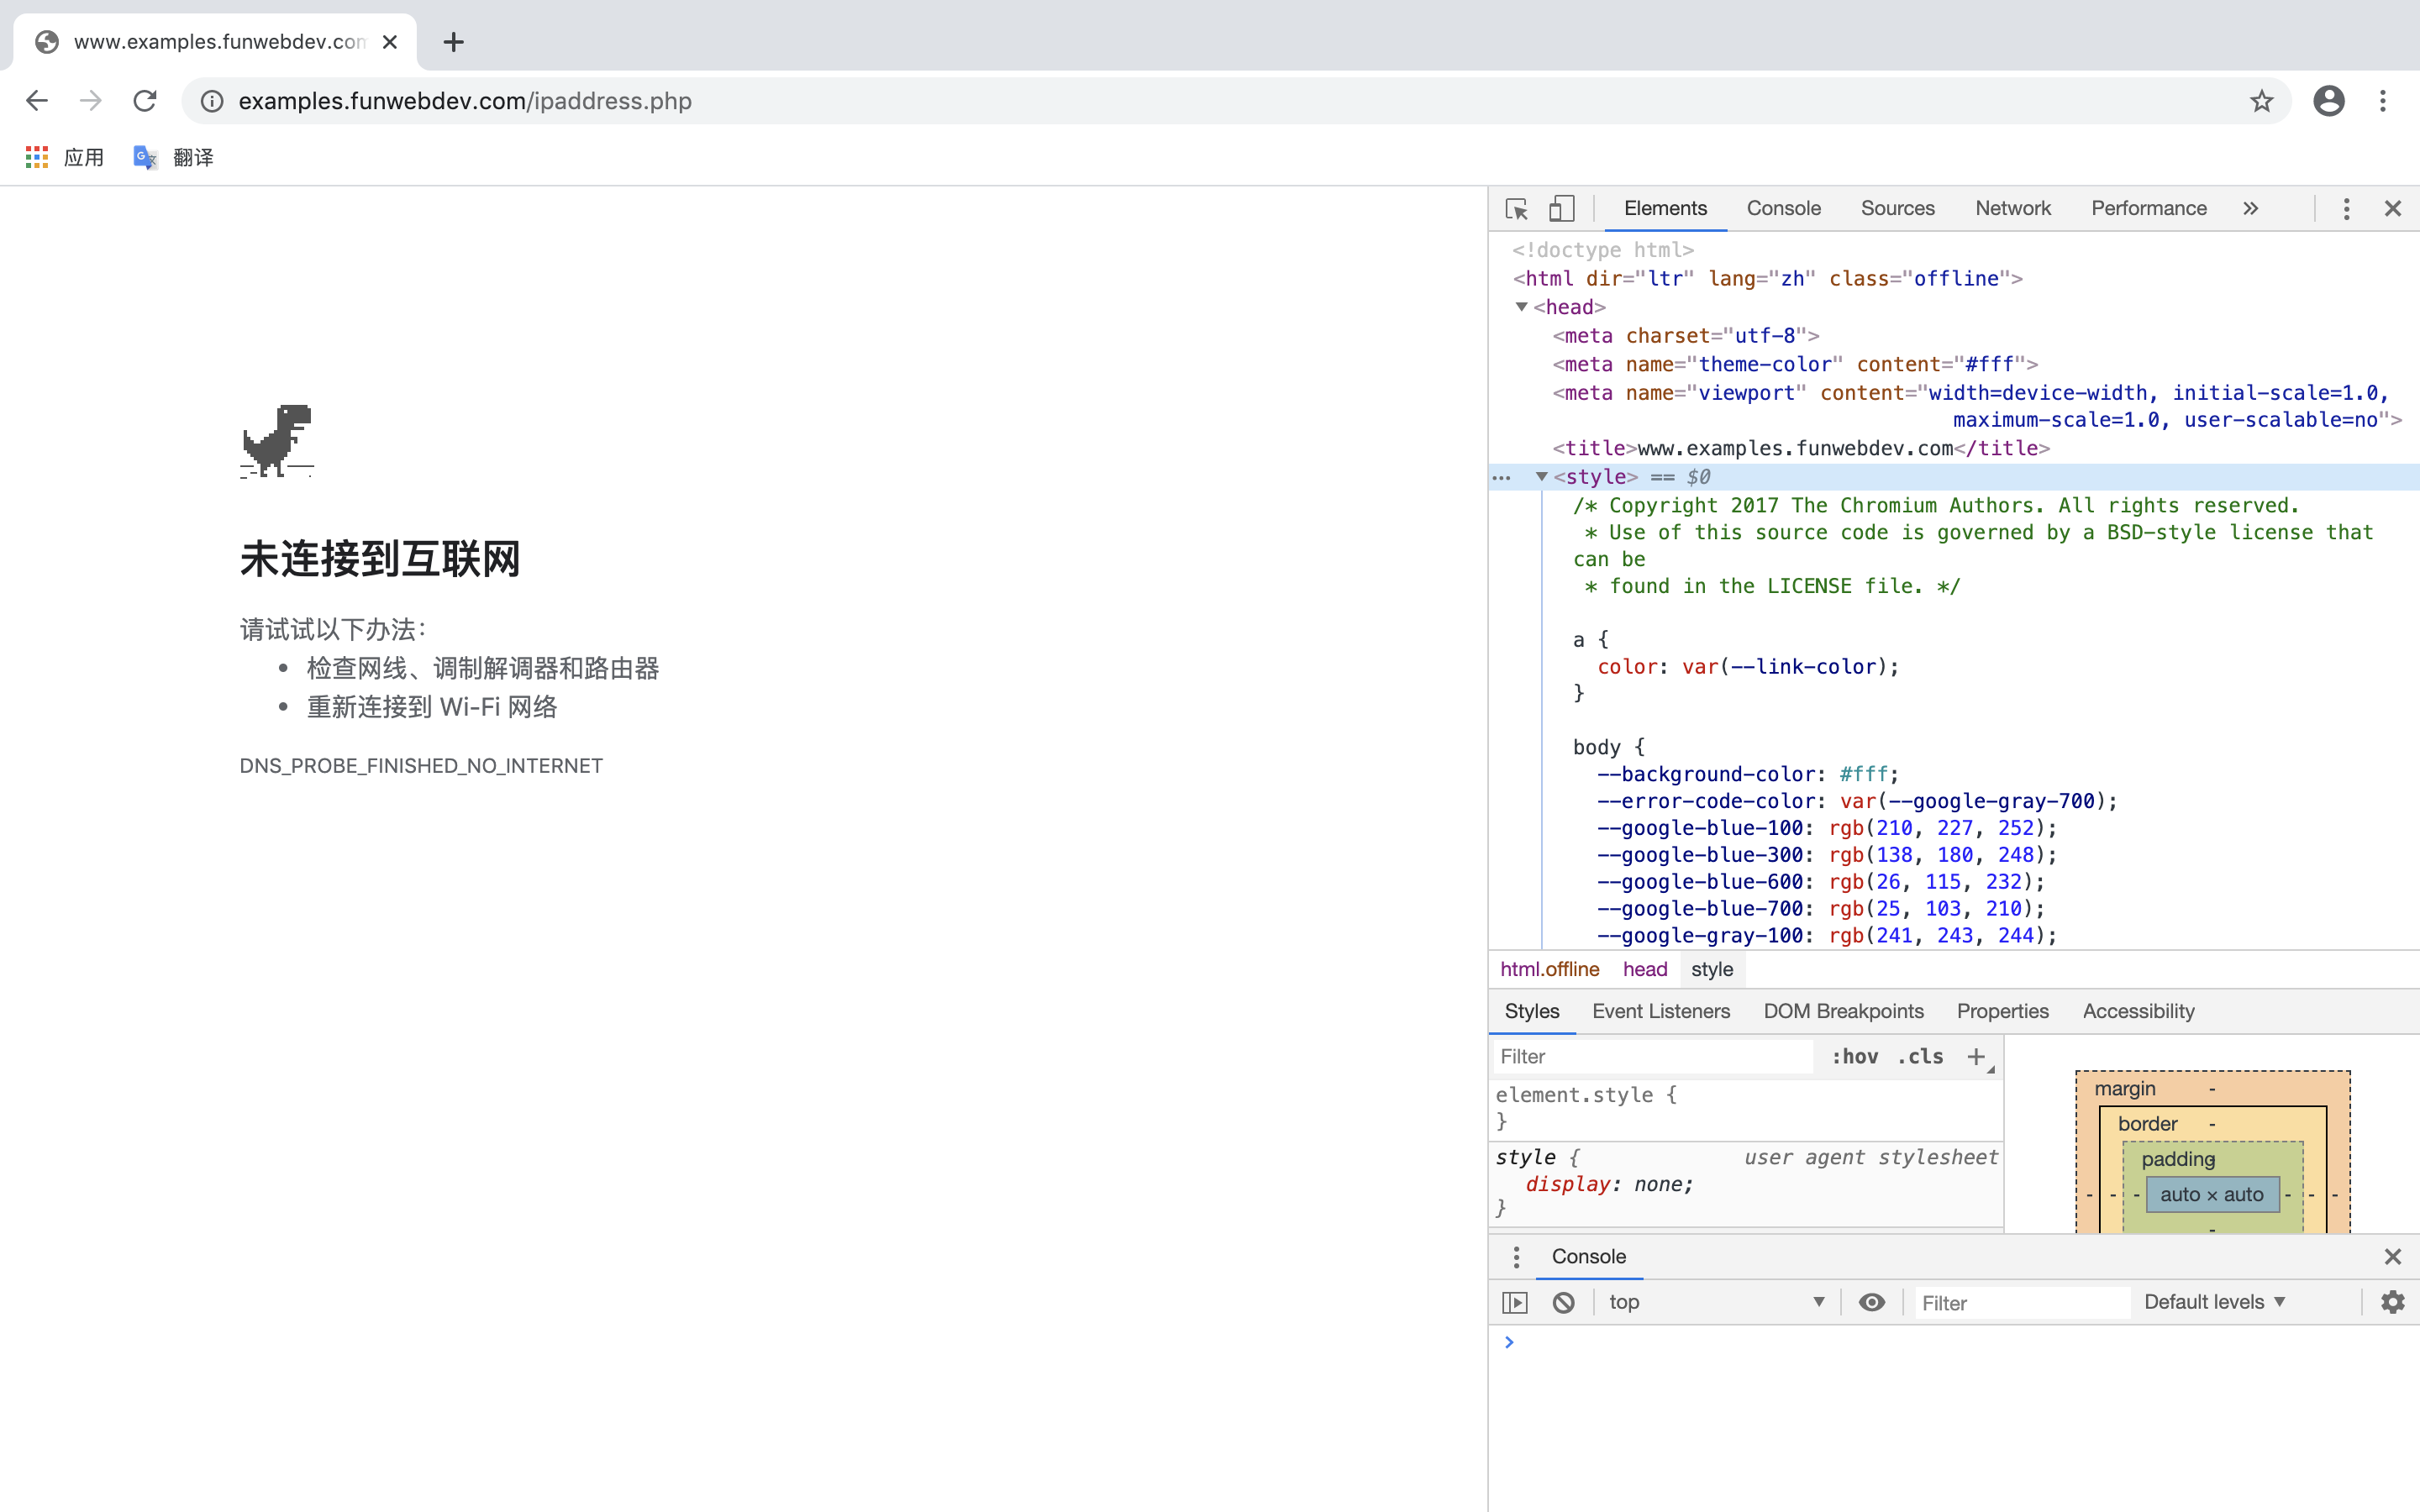 www.examples.funwebdev.com
examples.funwebdev.com/ipaddress.php
应用
翻译
未连接到互联网
请试试以下办法：
检查网线、调制解调器和路由器
重新连接到 Wi-Fi 网络
DNS_PROBE_FINISHED_NO_INTERNET
Elements Console Sources Network Performance »
<!doctype html>
<html dir="ltr" lang="zh" class="offline">
<head>
<meta charset="utf-8">
<meta name="theme-color" content="#fff">
<meta name="viewport" content="width=device-width, initial-scale=1.0,
maximum-scale=1.0, user-scalable=no">
<title>www.examples.funwebdev.com</title>
<style> == $0
/* Copyright 2017 The Chromium Authors. All rights reserved.
* Use of this source code is governed by a BSD-style license that
can be
* found in the LICENSE file. */
a {
color: var(--link-color);
}
body {
--background-color: #fff;
--error-code-color: var(--google-gray-700);
--google-blue-100: rgb(210, 227, 252);
--google-blue-300: rgb(138, 180, 248);
--google-blue-600: rgb(26, 115, 232);
--google-blue-700: rgb(25, 103, 210);
--google-gray-100: rgb(241, 243, 244);
html.offline head style
Styles Event Listeners DOM Breakpoints Properties Accessibility
Filter :hov .cls +
element.style {
}
style { user agent stylesheet
display: none;
}
margin -
border -
padding -
- - - auto × auto - - -
-
Console
top Filter Default levels